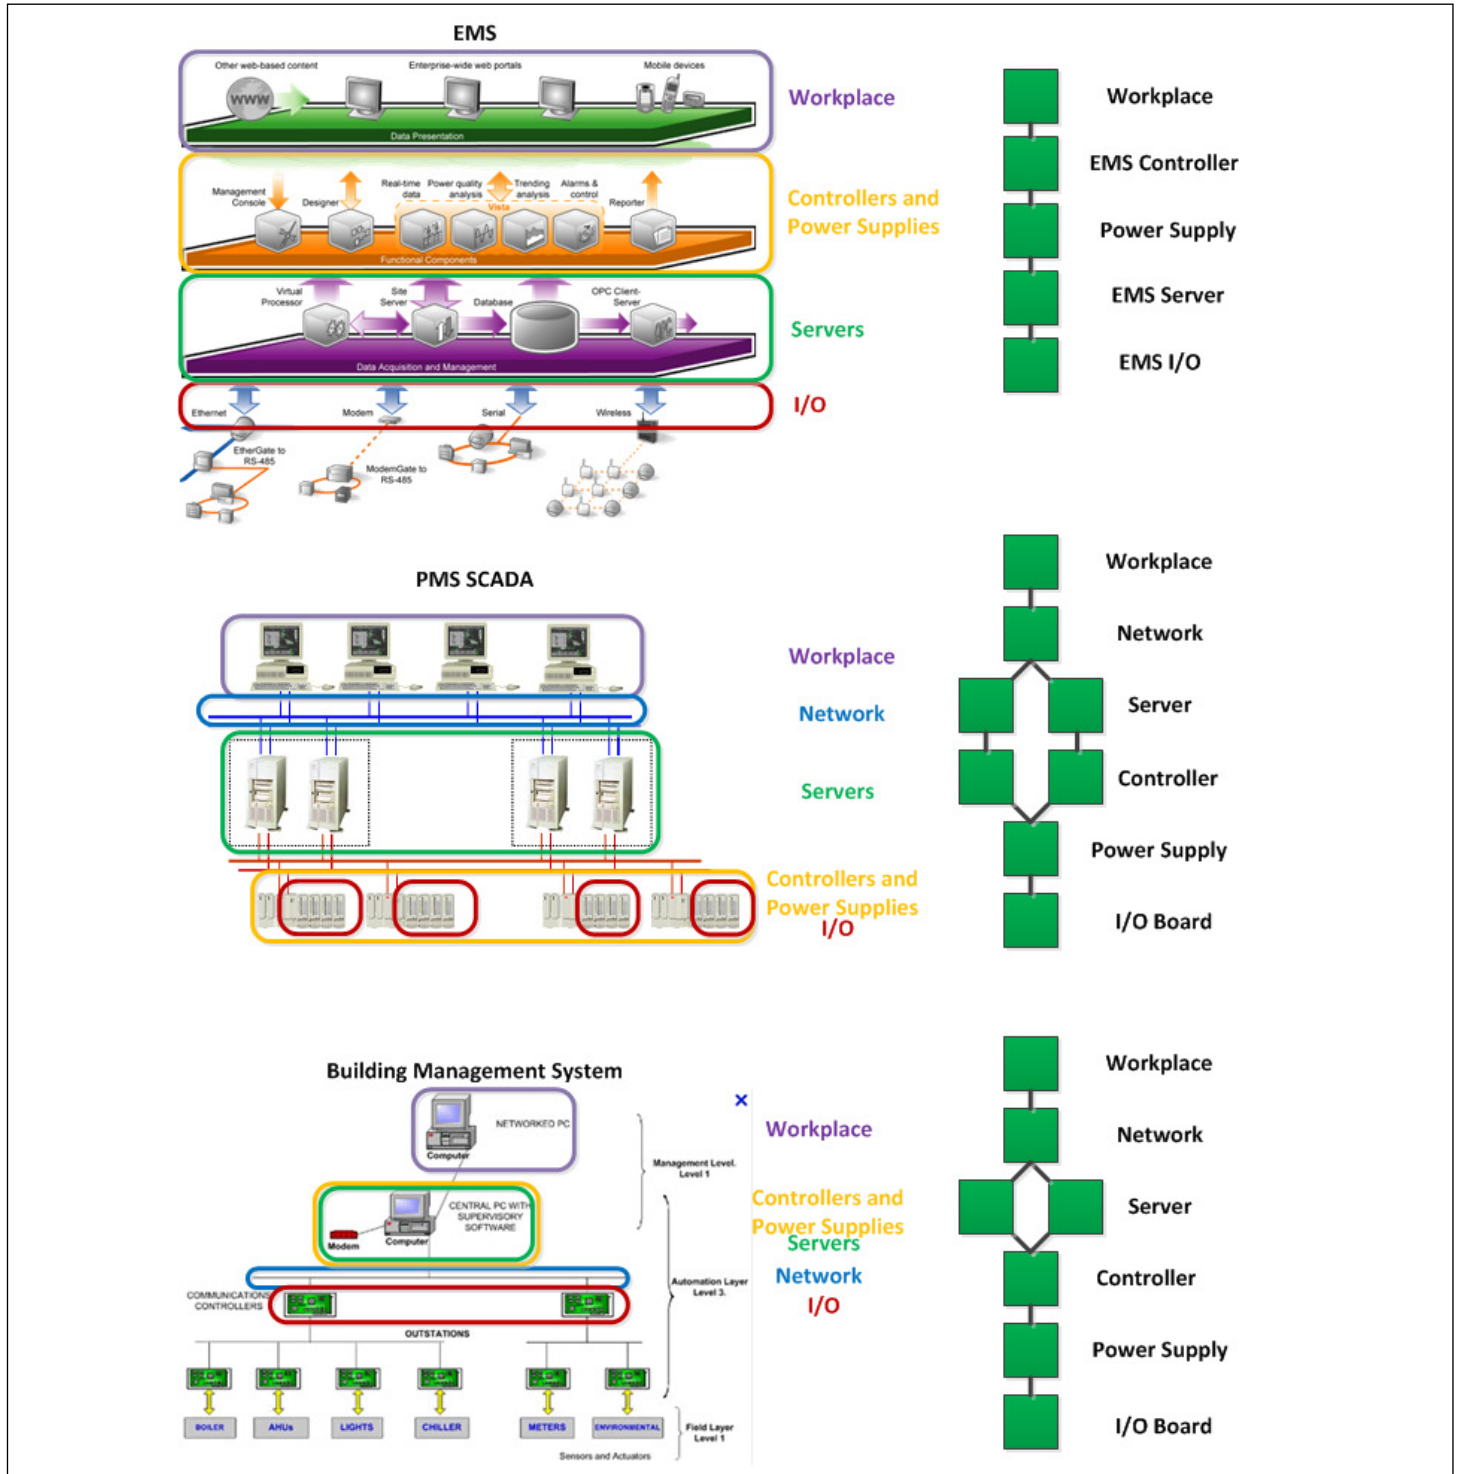 EMS
Other web-based content
Enterprise-wide web portals
Mobile devices
WWW
Data Presentation
Workplace
Management
Console
Designer
Real-time
data
Power quality
analysis
Trending
analysis
Alarms &
control
Vista
Reporter
Functional Components
Controllers and
Power Supplies
Virtual
Processor
Site
Server
Database
OPC Client-
Server
OPC
Data Acquisition and Management
Servers
Ethernet
Modem
Serial
Wireless
I/O
EtherGate to
RS-485
ModemGate to
RS-485
Workplace
EMS Controller
Power Supply
EMS Server
EMS I/O
PMS SCADA
Workplace
Network
Servers
Controllers and
Power Supplies
I/O
Workplace
Network
Server
Controller
Power Supply
I/O Board
Building Management System
NETWORKED PC
Computer
Management Level.
Level 1
CENTRAL PC WITH
SUPERVISORY
SOFTWARE
Modem
Computer
Automation Layer
Level 3.
COMMUNICATIONS
CONTROLLERS
OUTSTATIONS
BOILER
AHUs
LIGHTS
CHILLER
METERS
ENVIRONMENTAL
Field Layer
Level 1
Sensors and Actuators
Workplace
Controllers and
Power Supplies
Servers
Network
I/O
Workplace
Network
Server
Controller
Power Supply
I/O Board